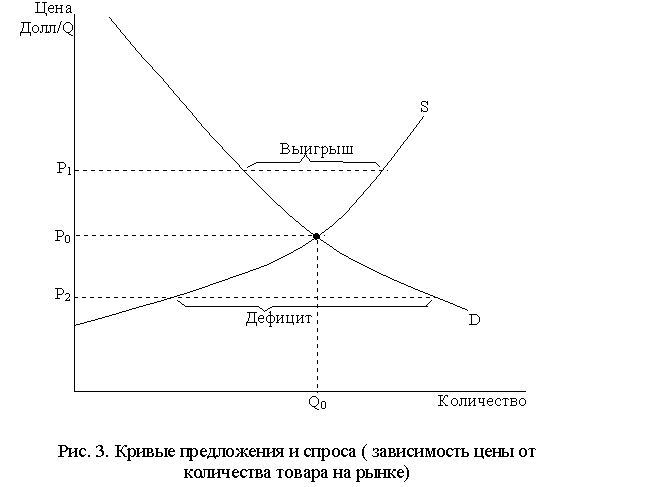 Цена
Долл/Q
S
Выигрыш
P1
P0
P2
Дефицит
D
Q0
Количество
Рис. 3. Кривые предложения и спроса ( зависимость цены от
количества товара на рынке)